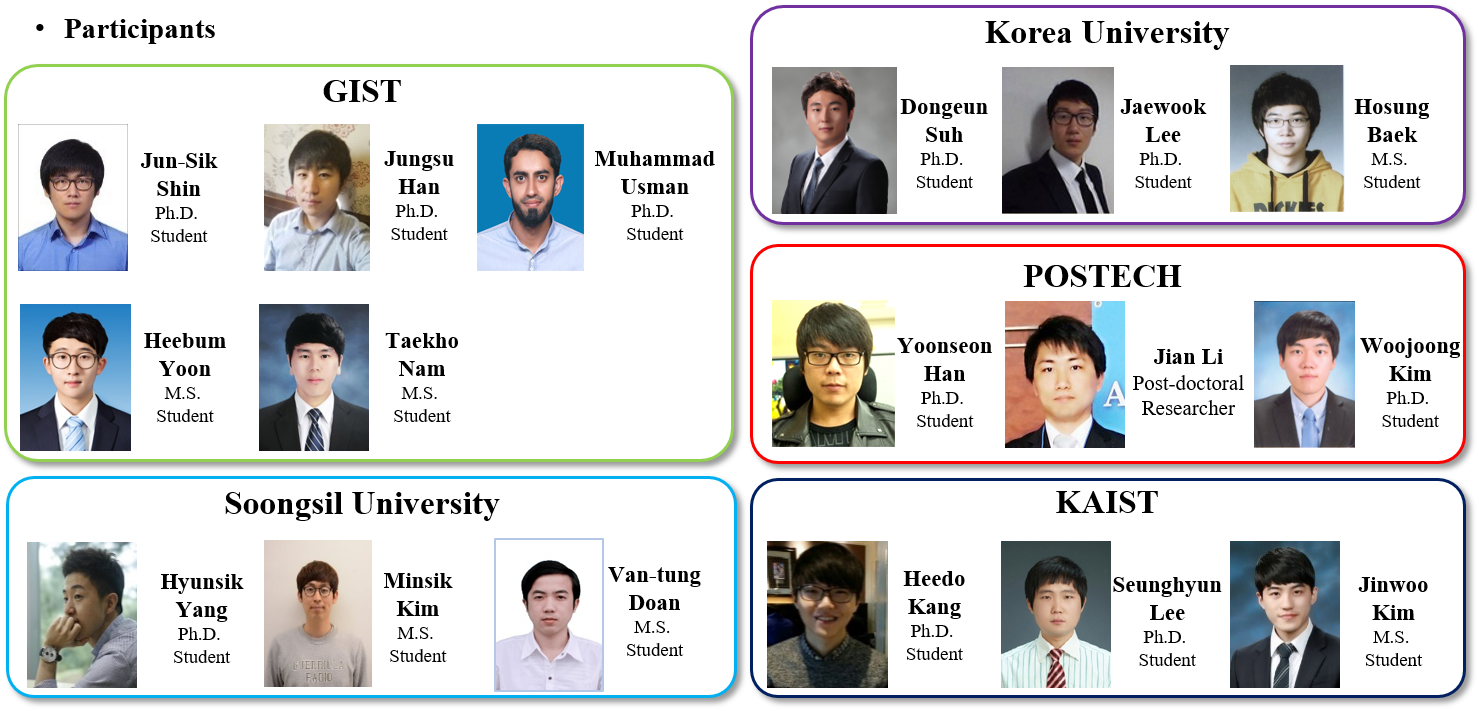 • Participants
GIST
Jun-Sik
Shin
Ph.D.
Student
Jungsu
Han
Ph.D.
Student
Muhammad
Usman
Ph.D.
Student
Heebum
Yoon
M.S.
Student
Taekho
Nam
M.S.
Student
Soongsil University
Hyunsik
Yang
Ph.D.
Student
Minsik
Kim
M.S.
Student
GUERRILLA
RADIO
Van-tung
Doan
M.S.
Student
Korea University
Dongeun
Suh
Ph.D.
Student
Jaewook
Lee
Ph.D.
Student
Hosung
Baek
M.S.
Student
DICKIES
POSTECH
Yoonseon
Han
Ph.D.
Student
A
Jian Li
Post-doctoral
Researcher
Woojoong
Kim
Ph.D.
Student
KAIST
Heedo
Kang
Ph.D.
Student
Seunghyun
Lee
Ph.D.
Student
Jinwoo
Kim
M.S.
Student